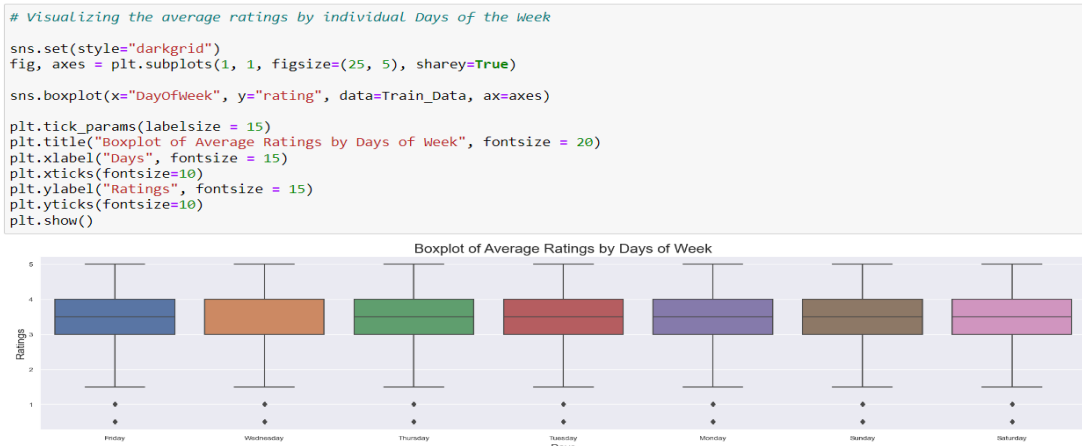 # Visualizing the average ratings by individual Days of the Week
sns.set(style="darkgrid")
fig, axes = plt.subplots(1, 1, figsize=(25, 5), sharey=True)
sns.boxplot(x="DayOfWeek", y="rating", data=Train_Data, ax=axes)
plt.tick_params(labelsize = 15)
plt.title("Boxplot of Average Ratings by Days of Week", fontsize = 20)
plt.xlabel("Days", fontsize = 15)
plt.xticks(fontsize=10)
plt.ylabel("Ratings", fontsize = 15)
plt.yticks(fontsize=10)
plt.show()
Boxplot of Average Ratings by Days of Week
5
4
3
2
1
Ratings
Friday Wednesday Thursday Tuesday Monday Sunday Saturday